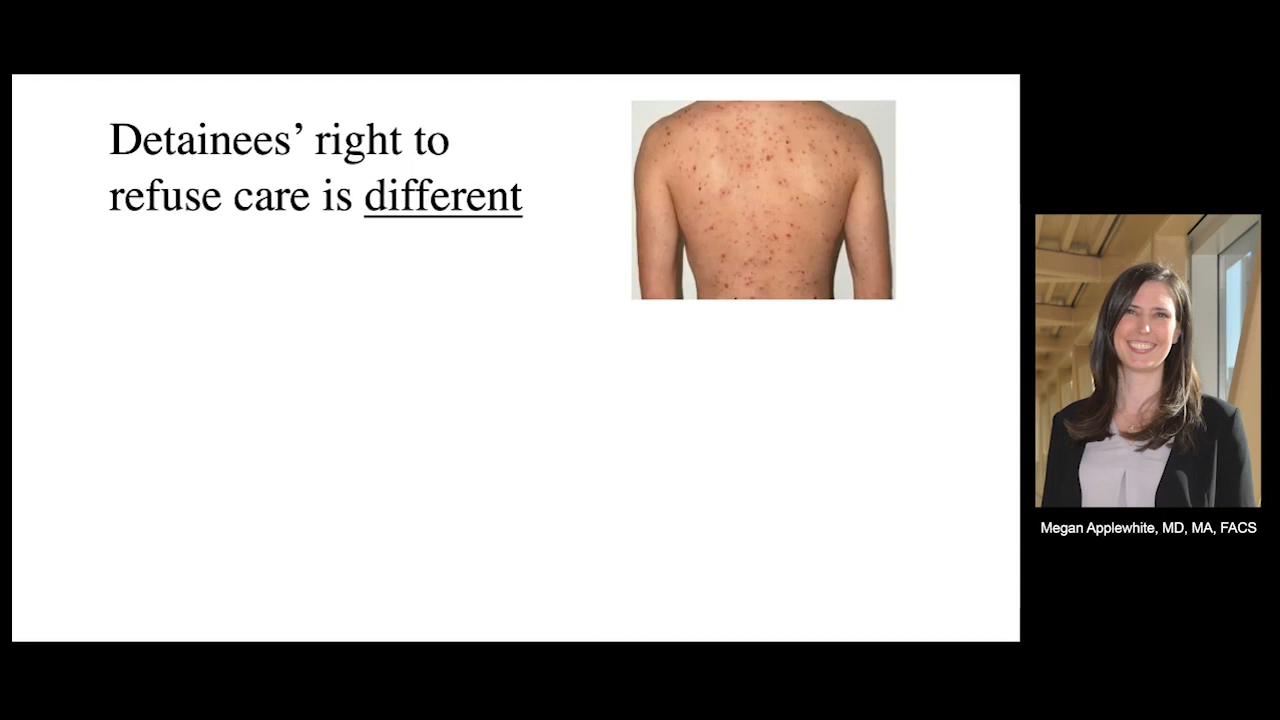 Detainees’ right to
refuse care is different
Megan Applewhite, MD, MA, FACS